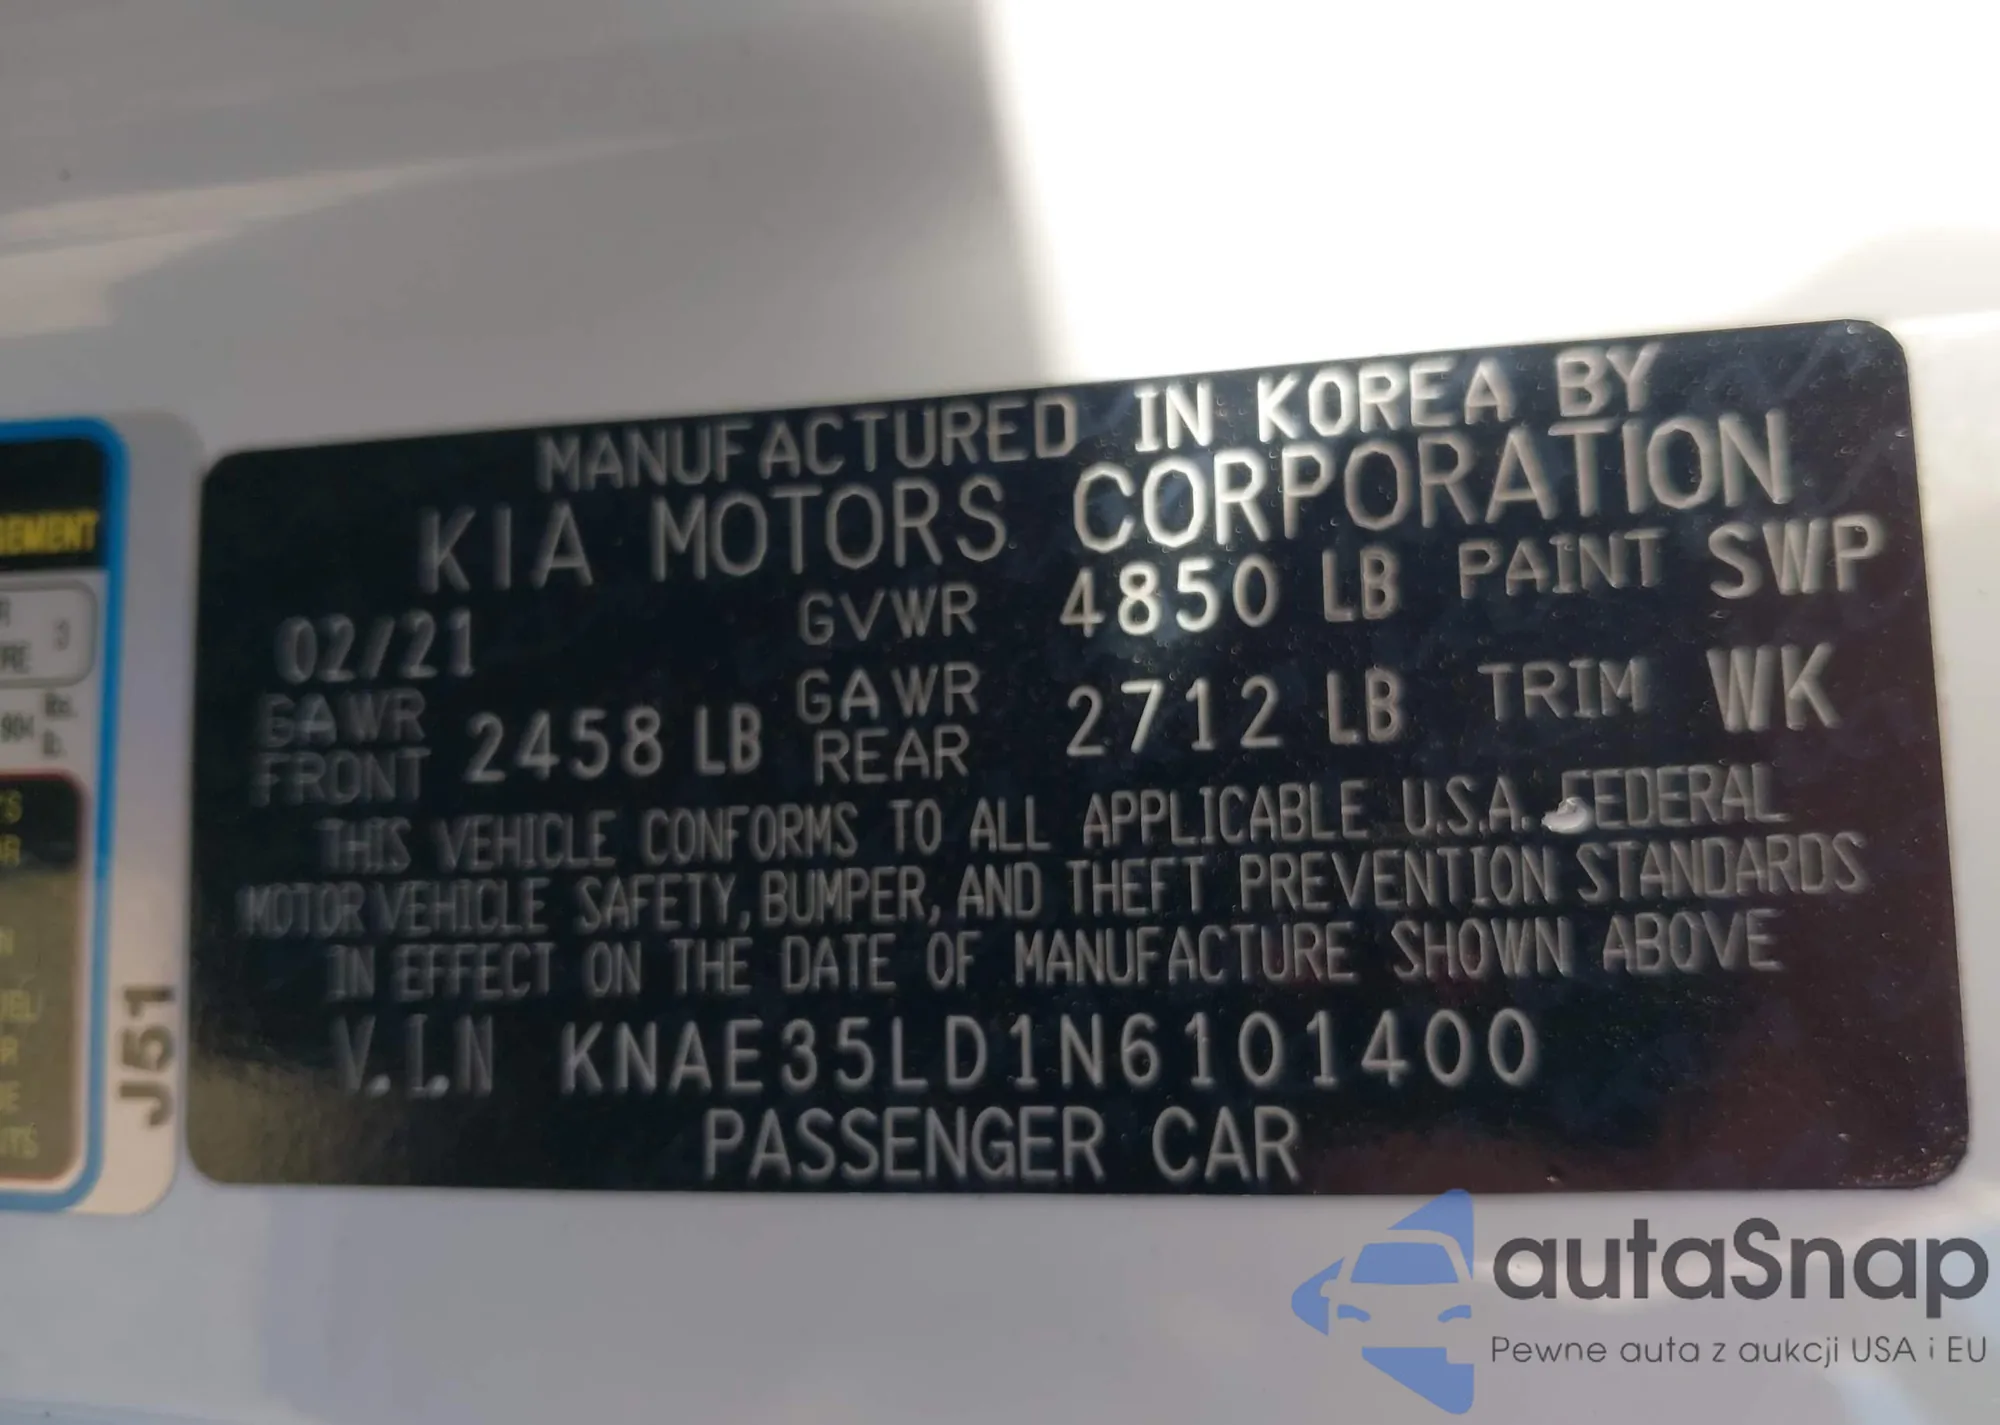 MANUFACTURED IN KOREA BY
KIA MOTORS CORPORATION
02/21 GVWR 4850 LB PAINT SWP
GAWR FRONT 2458 LB GAWR REAR 2712 LB TRIM WK
THIS VEHICLE CONFORMS TO ALL APPLICABLE U.S.A. FEDERAL
MOTOR VEHICLE SAFETY, BUMPER, AND THEFT PREVENTION STANDARDS
IN EFFECT ON THE DATE OF MANUFACTURE SHOWN ABOVE
V.I.N KNAE35LD1N6101400
PASSENGER CAR
J51
autaSnap
Pewne auta z aukcji USA i EU